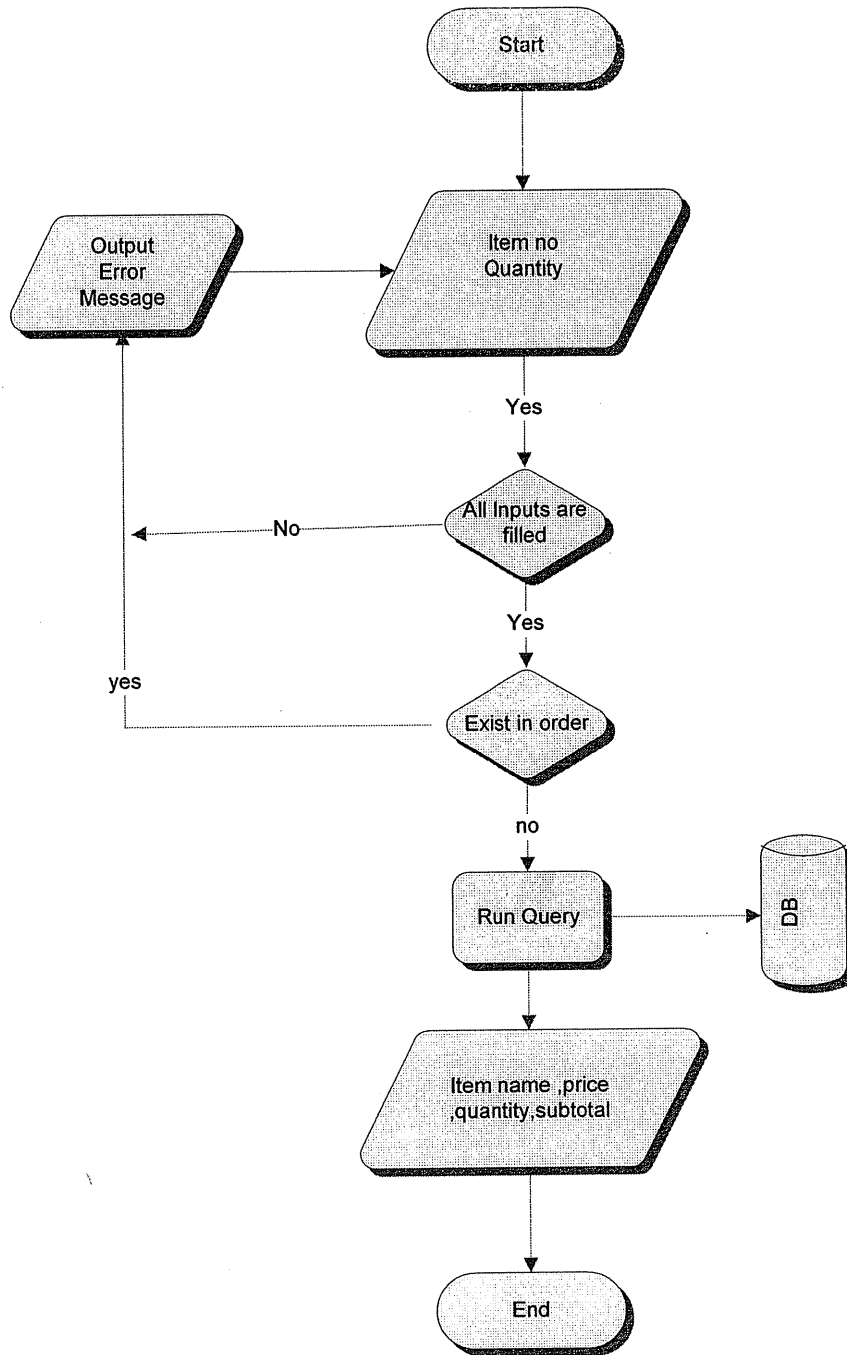 Start
Item no
Quantity
Output
Error
Message
Yes
All Inputs are
filled
No
Yes
yes
Exist in order
no
Run Query
DB
Item name ,price
,quantity,subtotal
End